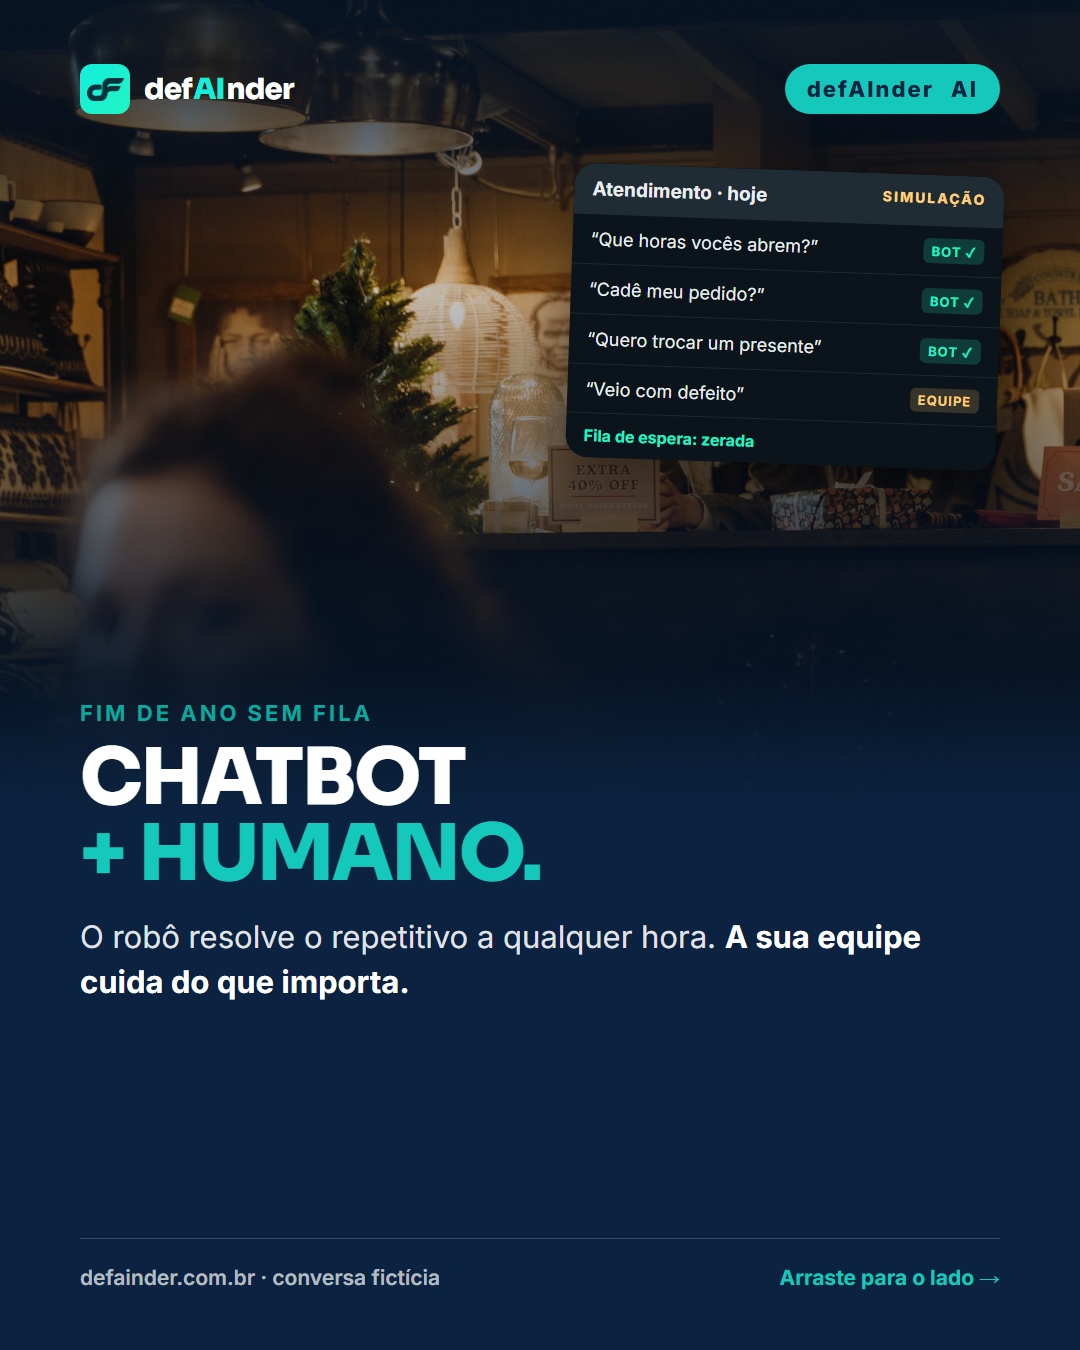 defAInder
defAInder AI
Atendimento · hoje
SIMULAÇÃO
“Que horas vocês abrem?”
BOT ✓
“Cadê meu pedido?”
BOT ✓
“Quero trocar um presente”
BOT ✓
“Veio com defeito”
EQUIPE
Fila de espera: zerada
EXTRA
40% OFF
BATH
FIM DE ANO SEM FILA
CHATBOT
+ HUMANO.
O robô resolve o repetitivo a qualquer hora. A sua equipe
cuida do que importa.
defainder.com.br · conversa fictícia
Arraste para o lado →